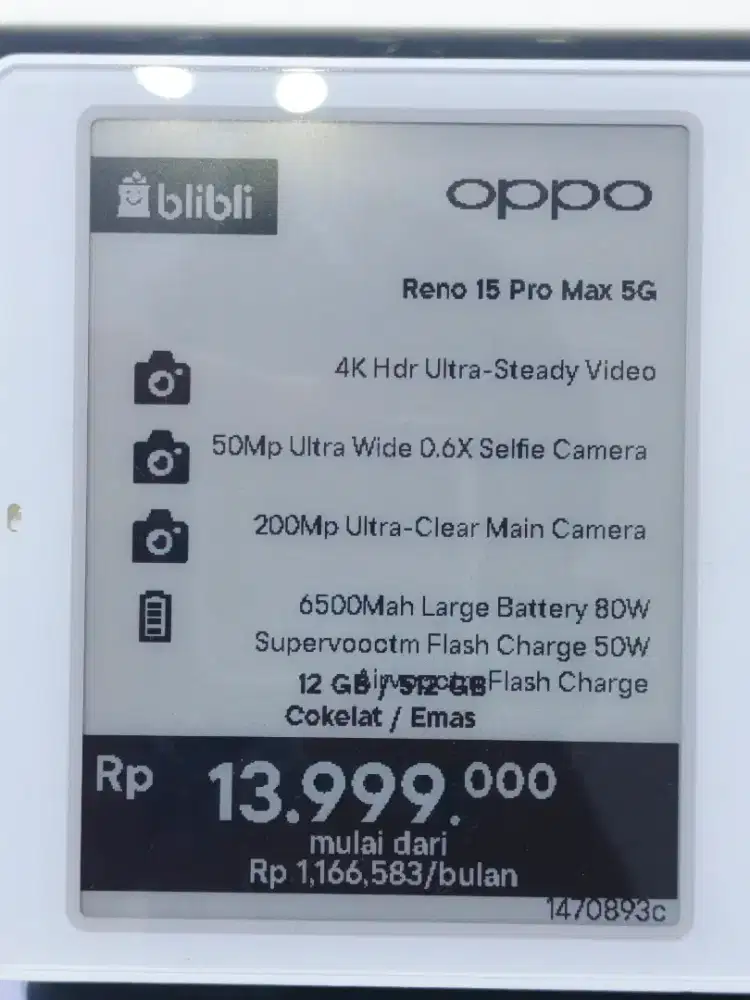 blibli
oppo
Reno 15 Pro Max 5G
4K Hdr Ultra-Steady Video
50Mp Ultra Wide 0.6X Selfie Camera
200Mp Ultra-Clear Main Camera
6500Mah Large Battery 80W
Supervooctm Flash Charge 50W
Airvooctm Flash Charge
12 GB / 512 GB
Cokelat / Emas
Rp 13.999.000
mulai dari
Rp 1,166,583/bulan
1470893c